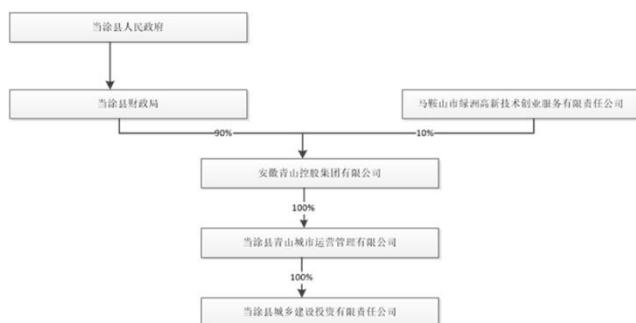 当涂县人民政府
当涂县财政局
马鞍山市绿洲高新技术创业服务有限责任公司
90%
10%
安徽青山控股集团有限公司
100%
当涂县青山城市运营管理有限公司
100%
当涂县城乡建设投资有限责任公司